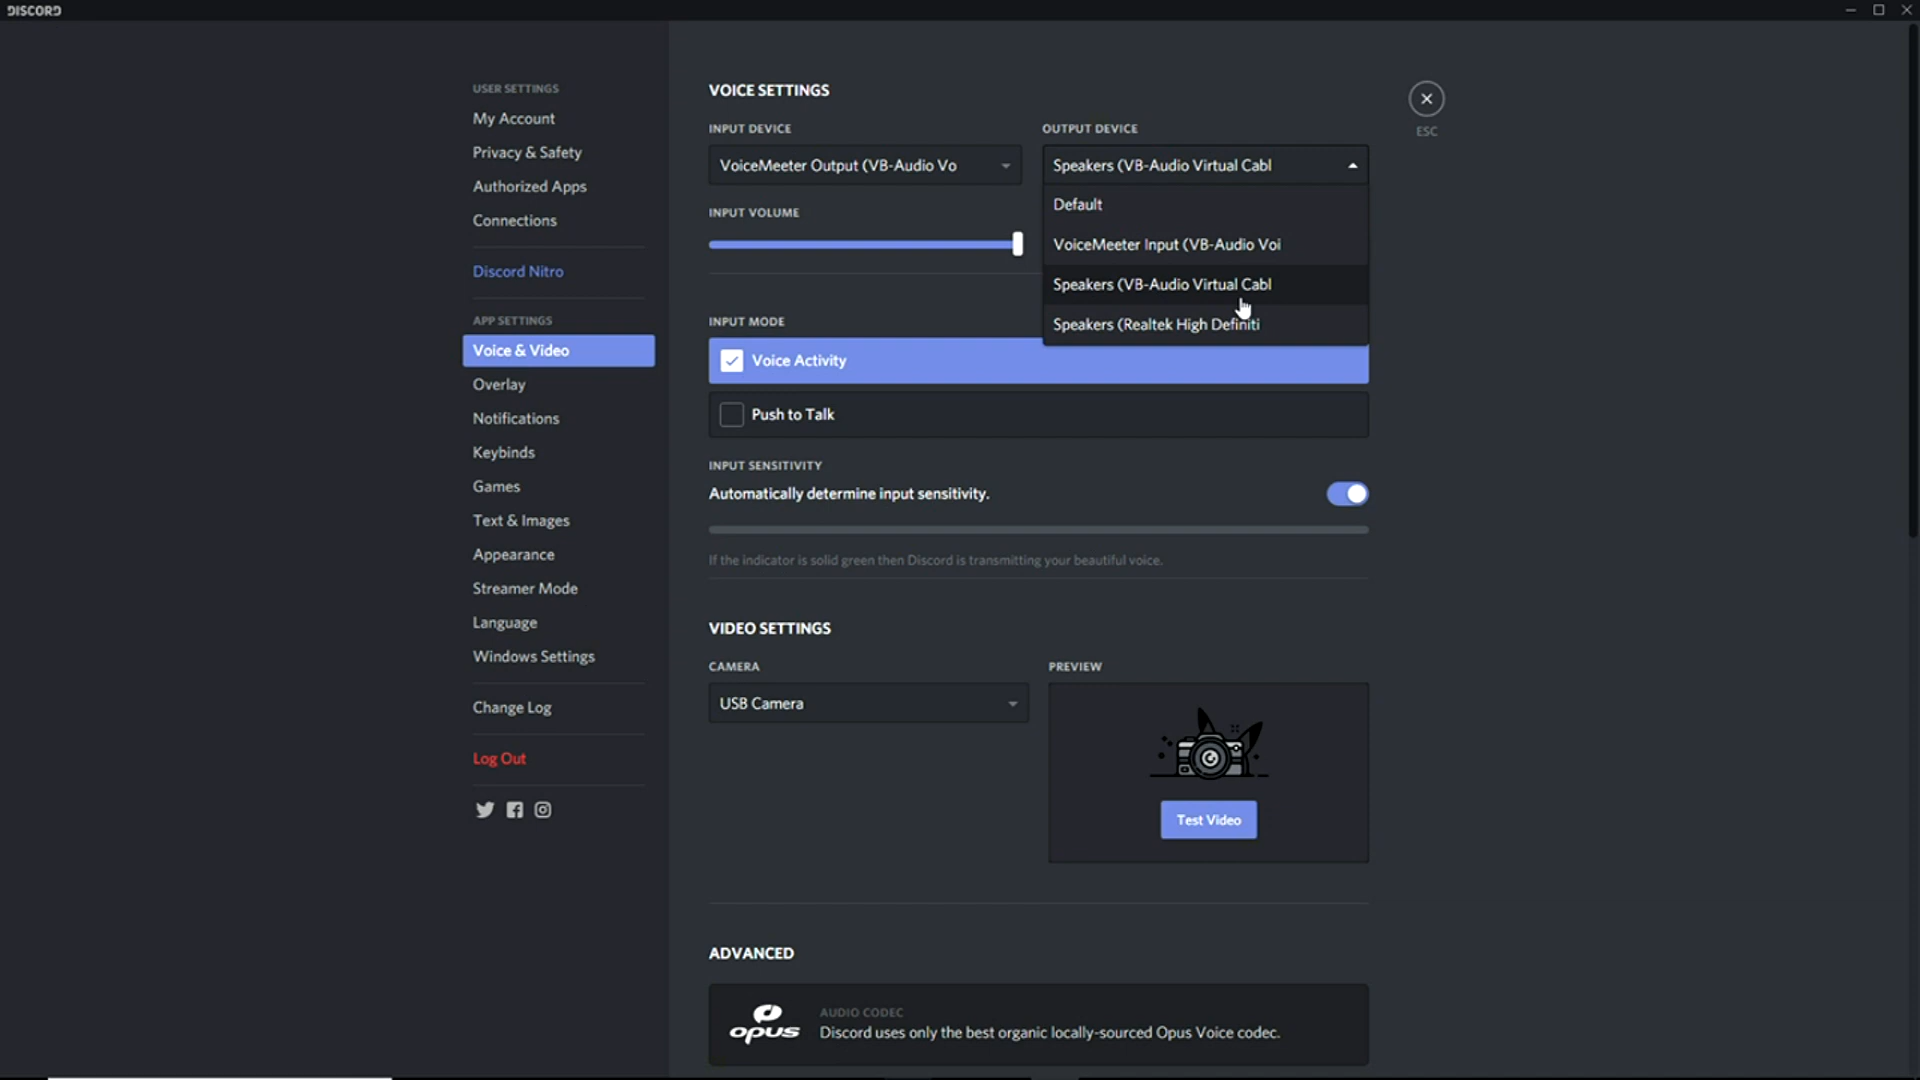 DISCORD
USER SETTINGS
My Account
Privacy & Safety
Authorized Apps
Connections
Discord Nitro
APP SETTINGS
Voice & Video
Overlay
Notifications
Keybinds
Games
Text & Images
Appearance
Streamer Mode
Language
Windows Settings
Change Log
Log Out
VOICE SETTINGS
INPUT DEVICE
VoiceMeeter Output (VB-Audio Vo
INPUT VOLUME
OUTPUT DEVICE
Speakers (VB-Audio Virtual Cabl
Default
VoiceMeeter Input (VB-Audio Voi
Speakers (VB-Audio Virtual Cabl
Speakers (Realtek High Definiti
ESC
INPUT MODE
Voice Activity
Push to Talk
INPUT SENSITIVITY
Automatically determine input sensitivity.
If the indicator is solid green then Discord is transmitting your beautiful voice.
VIDEO SETTINGS
CAMERA
USB Camera
PREVIEW
Test Video
ADVANCED
opus
AUDIO CODEC
Discord uses only the best organic locally-sourced Opus Voice codec.